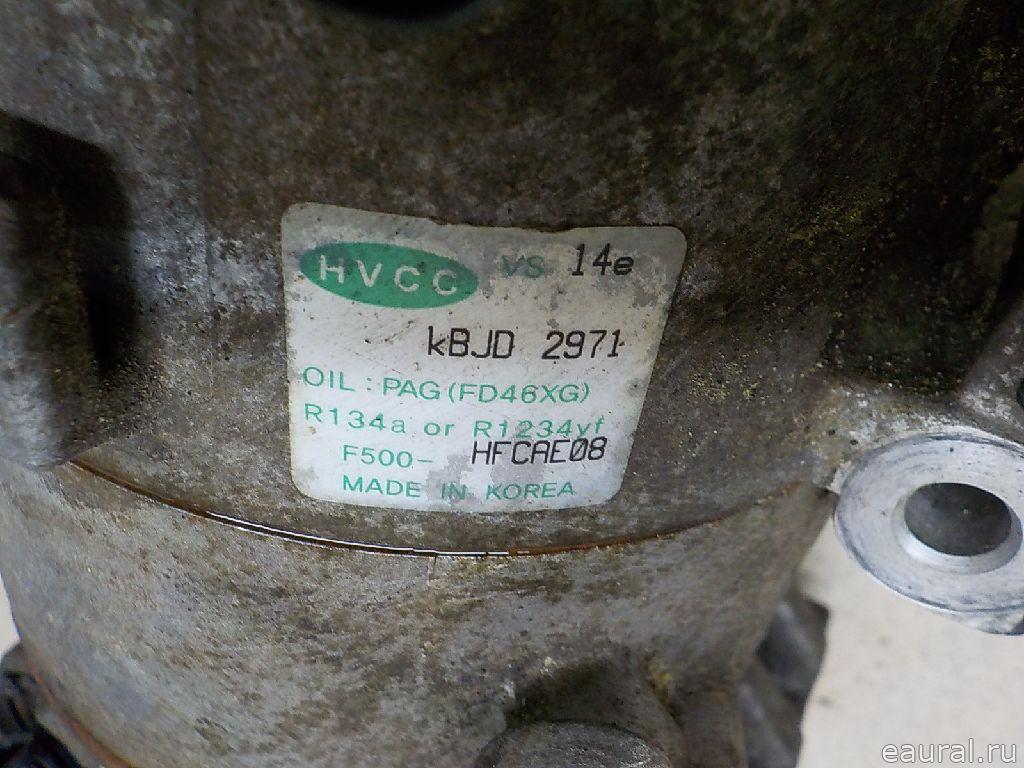 HVCC VS 14e
kBJD 2971
OIL : PAG (FD46XG)
R134a or R1234yf
F500- HFCAE08
MADE IN KOREA
eaural.ru